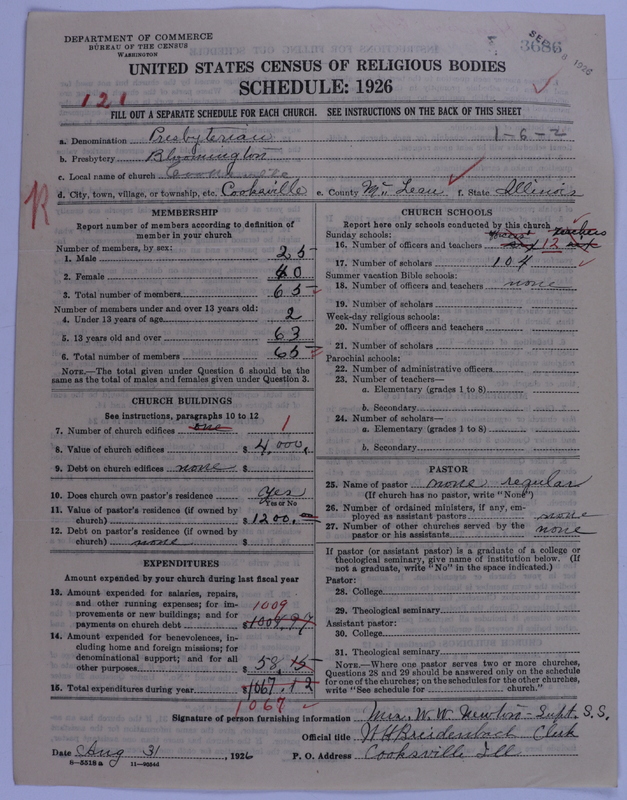 DEPARTMENT OF COMMERCE
BUREAU OF THE CENSUS
WASHINGTON
3686
SEP 8 1926
UNITED STATES CENSUS OF RELIGIOUS BODIES
SCHEDULE: 1926
121
FILL OUT A SEPARATE SCHEDULE FOR EACH CHURCH. SEE INSTRUCTIONS ON THE BACK OF THIS SHEET
a. Denomination Presbyterian 1-6-2
b. Presbytery Bloomington
c. Local name of church Cooksville
d. City, town, village, or township, etc. Cooksville e. County McLean f. State Illinois
R
MEMBERSHIP
Report number of members according to definition of member in your church
Number of members, by sex:
1. Male 25
2. Female 40
3. Total number of members 65
Number of members under and over 13 years old:
4. Under 13 years of age 2
5. 13 years old and over 63
6. Total number of members 65
NOTE.—The total given under Question 6 should be
same as the total of males and females given under Question 3.
CHURCH BUILDINGS
See instructions, paragraphs 10 to 12
7. Number of church edifices one 1
8. Value of church edifices $ 4,000.
9. Debt on church edifices none $
10. Does church own pastor's residence yes
Yes or No
11. Value of pastor's residence (if owned by
church) $ 1200.
12. Debt on pastor's residence (if owned by
church) none $
EXPENDITURES
Amount expended by your church during last fiscal year
13. Amount expended for salaries, repairs,
and other running expenses; for im-
provements or new buildings; and for 1009
payments on church debt $ 1008.97
14. Amount expended for benevolences, in-
cluding home and foreign missions; for
denominational support; and for all
other purposes $ 58.15
15. Total expenditures during year $ 1067.12
1067
CHURCH SCHOOLS
Report here only schools conducted by this church
Sunday schools: teachers
16. Number of officers and teachers 12
17. Number of scholars 104
Summer vacation Bible schools:
18. Number of officers and teachers none
19. Number of scholars
Week-day religious schools:
20. Number of officers and teachers
21. Number of scholars
Parochial schools:
22. Number of administrative officers
23. Number of teachers—
a. Elementary (grades 1 to 8)
b. Secondary
24. Number of scholars—
a. Elementary (grades 1 to 8)
b. Secondary
PASTOR
25. Name of pastor none regular
(If church has no pastor, write "None")
26. Number of ordained ministers, if any, em-
ployed as assistant pastors none
27. Number of other churches served by the
pastor or his assistants none
If pastor (or assistant pastor) is a graduate of a college or
theological seminary, give name of institution below. (If
not a graduate, write "No" in the space indicated.)
Pastor:
28. College
29. Theological seminary
Assistant pastor:
30. College
31. Theological seminary
NOTE.—Where one pastor serves two or more churches,
Questions 28 and 29 should be answered only on the schedule
for one of the churches; on the schedules for the other churches,
write "See schedule for church."
Signature of person furnishing information Mrs. W. W. Newton - Supt. S.S.
Official title W H Breidenbach Clerk
Date Aug 31, 1926 P. O. Address Cooksville Ill
8-5518a